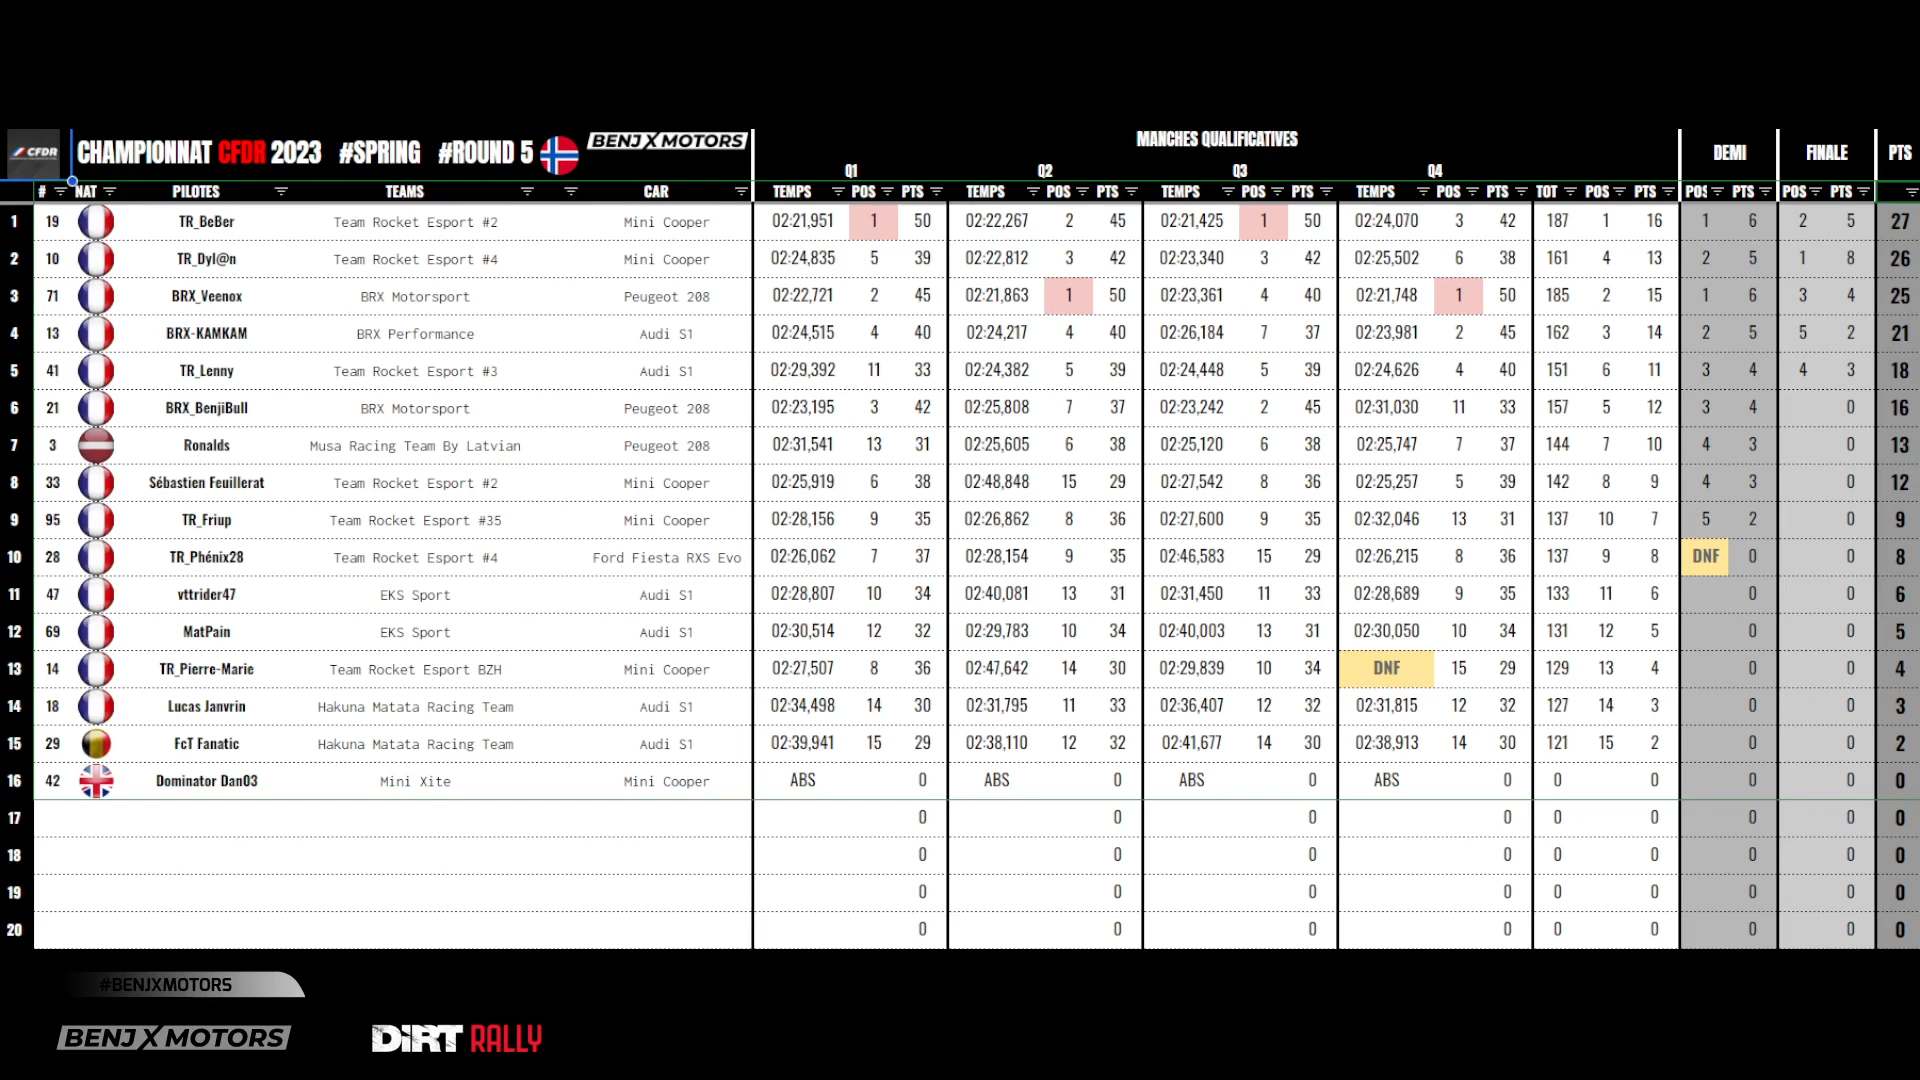 CFDR CHAMPIONNAT CFDR 2023 #SPRING #ROUND 5 BENJXMOTORS MANCHES QUALIFICATIVES DEMI FINALE PTS
Q1 Q2 Q3 Q4
# NAT PILOTES TEAMS CAR TEMPS POS PTS TEMPS POS PTS TEMPS POS PTS TEMPS POS PTS TOT POS PTS POS PTS POS PTS
1 19 TR_BeBer Team Rocket Esport #2 Mini Cooper 02:21,951 1 50 02:22,267 2 45 02:21,425 1 50 02:24,070 3 42 187 1 16 1 6 2 5 27
2 10 TR_Dyl@n Team Rocket Esport #4 Mini Cooper 02:24,835 5 39 02:22,812 3 42 02:23,340 3 42 02:25,502 6 38 161 4 13 2 5 1 8 26
3 71 BRX_Veenox BRX Motorsport Peugeot 208 02:22,721 2 45 02:21,863 1 50 02:23,361 4 40 02:21,748 1 50 185 2 15 1 6 3 4 25
4 13 BRX-KAMKAM BRX Performance Audi S1 02:24,515 4 40 02:24,217 4 40 02:26,184 7 37 02:23,981 2 45 162 3 14 2 5 5 2 21
5 41 TR_Lenny Team Rocket Esport #3 Audi S1 02:29,392 11 33 02:24,382 5 39 02:24,448 5 39 02:24,626 4 40 151 6 11 3 4 4 3 18
6 21 BRX_BenjiBull BRX Motorsport Peugeot 208 02:23,195 3 42 02:25,808 7 37 02:23,242 2 45 02:31,030 11 33 157 5 12 3 4 0 16
7 3 Ronalds Musa Racing Team By Latvian Peugeot 208 02:31,541 13 31 02:25,605 6 38 02:25,120 6 38 02:25,747 7 37 144 7 10 4 3 0 13
8 33 Sébastien Feuillerat Team Rocket Esport #2 Mini Cooper 02:25,919 6 38 02:48,848 15 29 02:27,542 8 36 02:25,257 5 39 142 8 9 4 3 0 12
9 95 TR_Friup Team Rocket Esport #35 Mini Cooper 02:28,156 9 35 02:26,862 8 36 02:27,600 9 35 02:32,046 13 31 137 10 7 5 2 0 9
10 28 TR_Phénix28 Team Rocket Esport #4 Ford Fiesta RXS Evo 02:26,062 7 37 02:28,154 9 35 02:46,583 15 29 02:26,215 8 36 137 9 8 DNF 0 0 8
11 47 vttrider47 EKS Sport Audi S1 02:28,807 10 34 02:40,081 13 31 02:31,450 11 33 02:28,689 9 35 133 11 6 0 0 6
12 69 MatPain EKS Sport Audi S1 02:30,514 12 32 02:29,783 10 34 02:40,003 13 31 02:30,050 10 34 131 12 5 0 0 5
13 14 TR_Pierre-Marie Team Rocket Esport BZH Mini Cooper 02:27,507 8 36 02:47,642 14 30 02:29,839 10 34 DNF 15 29 129 13 4 0 0 4
14 18 Lucas Janvrin Hakuna Matata Racing Team Audi S1 02:34,498 14 30 02:31,795 11 33 02:36,407 12 32 02:31,815 12 32 127 14 3 0 0 3
15 29 FcT Fanatic Hakuna Matata Racing Team Audi S1 02:39,941 15 29 02:38,110 12 32 02:41,677 14 30 02:38,913 14 30 121 15 2 0 0 2
16 42 Dominator Dan03 Mini Xite Mini Cooper ABS 0 ABS 0 ABS 0 ABS 0 0 0 0 0 0
17 0 0 0 0 0 0 0 0 0
18 0 0 0 0 0 0 0 0 0
19 0 0 0 0 0 0 0 0 0
20 0 0 0 0 0 0 0 0 0
#BENJXMOTORS
BENJXMOTORS DiRT RALLY